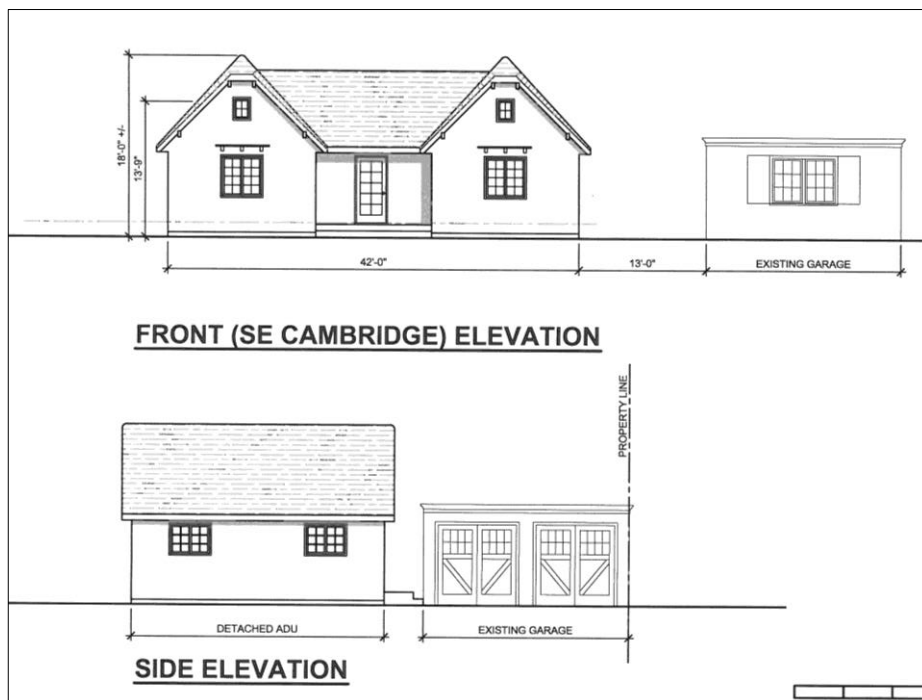 18'-0" +/-
13'-9"
42'-0"
13'-0"
EXISTING GARAGE
FRONT (SE CAMBRIDGE) ELEVATION
PROPERTY LINE
DETACHED ADU
EXISTING GARAGE
SIDE ELEVATION